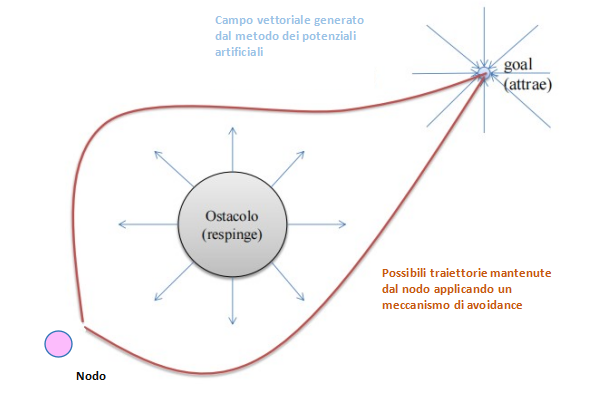 Campo vettoriale generato
dal metodo dei potenziali
artificiali
goal
(attrae)
Ostacolo
(respinge)
Possibili traiettorie mantenute
dal nodo applicando un
meccanismo di avoidance
Nodo